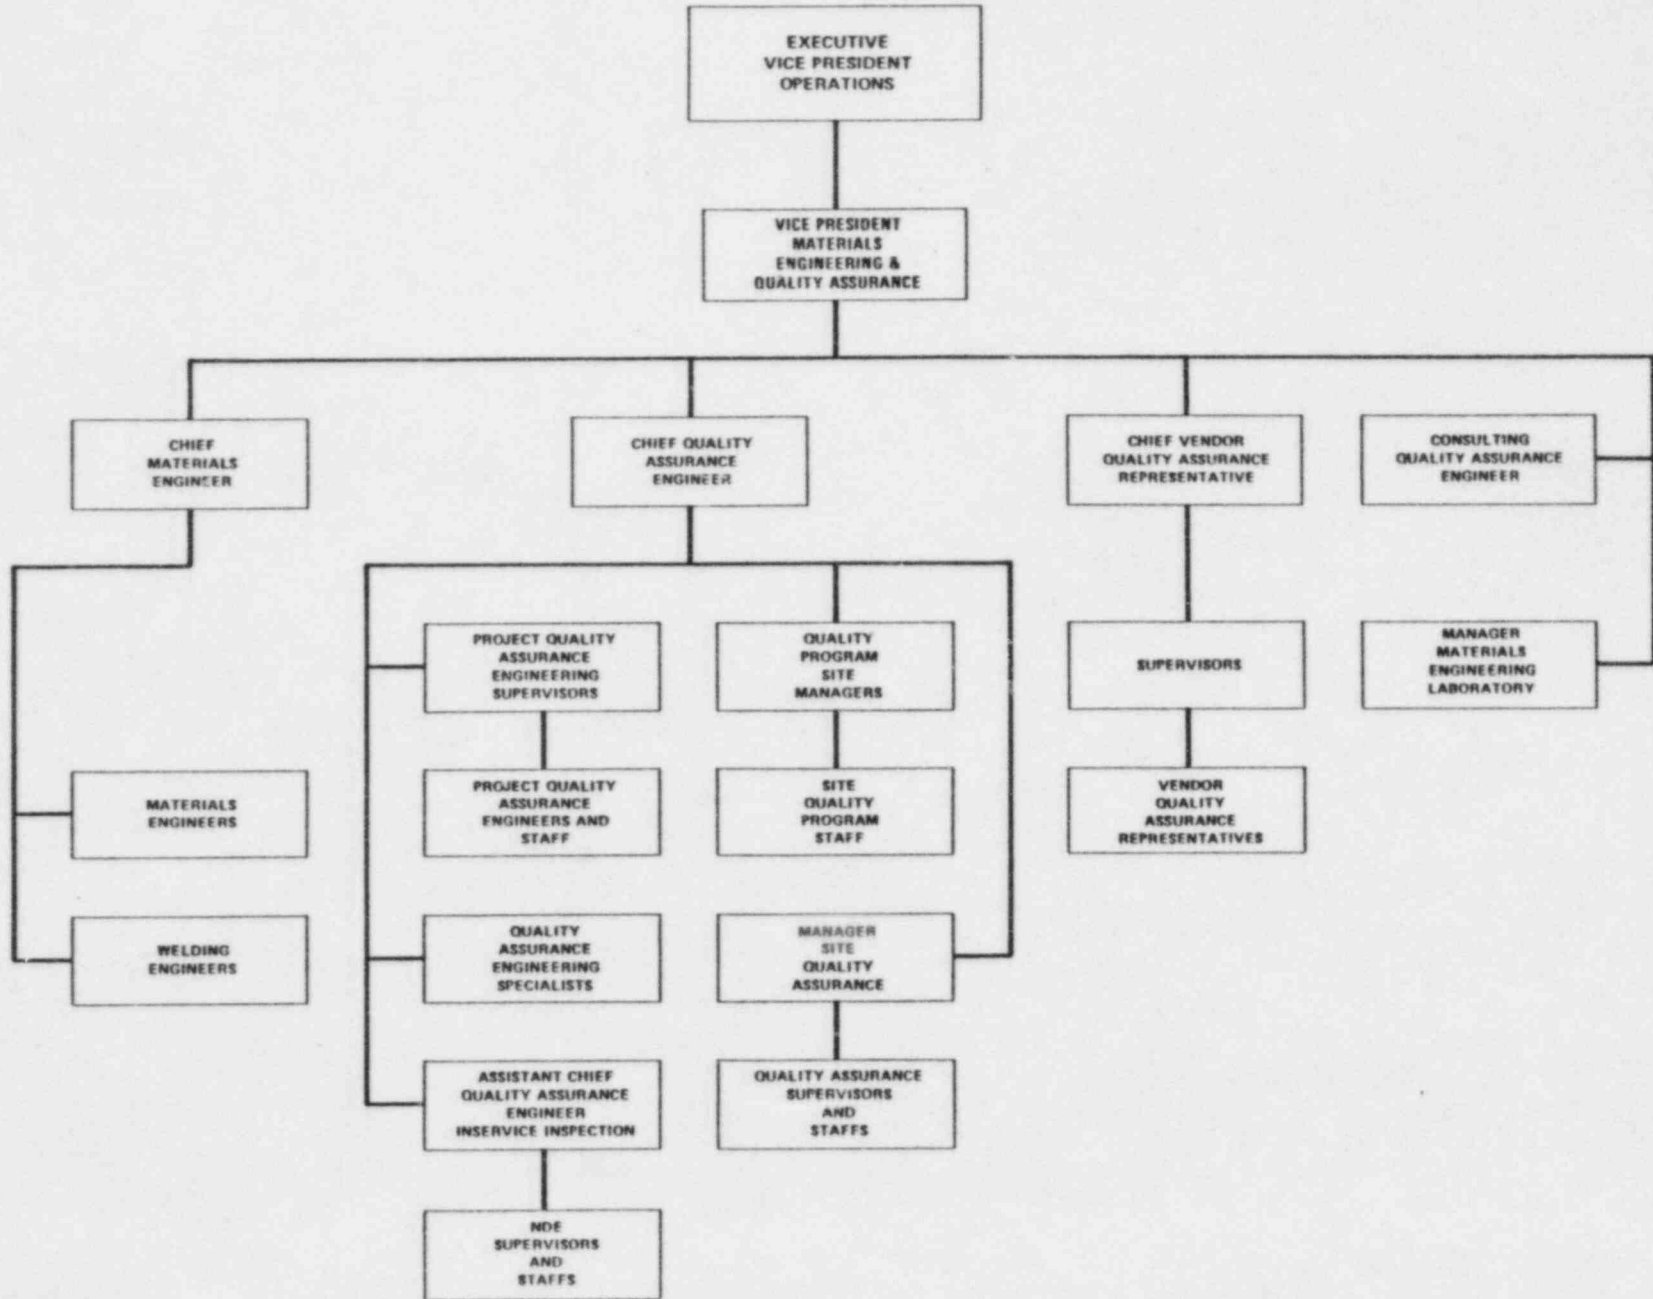 EXECUTIVE
VICE PRESIDENT
OPERATIONS
VICE PRESIDENT
MATERIALS
ENGINEERING &
QUALITY ASSURANCE
CHIEF
MATERIALS
ENGINEER
CHIEF QUALITY
ASSURANCE
ENGINEER
CHIEF VENDOR
QUALITY ASSURANCE
REPRESENTATIVE
CONSULTING
QUALITY ASSURANCE
ENGINEER
PROJECT QUALITY
ASSURANCE
ENGINEERING
SUPERVISORS
QUALITY
PROGRAM
SITE
MANAGERS
SUPERVISORS
MANAGER
MATERIALS
ENGINEERING
LABORATORY
MATERIALS
ENGINEERS
PROJECT QUALITY
ASSURANCE
ENGINEERS AND
STAFF
SITE
QUALITY
PROGRAM
STAFF
VENDOR
QUALITY
ASSURANCE
REPRESENTATIVES
WELDING
ENGINEERS
QUALITY
ASSURANCE
ENGINEERING
SPECIALISTS
MANAGER
SITE
QUALITY
ASSURANCE
ASSISTANT CHIEF
QUALITY ASSURANCE
ENGINEER
INSERVICE INSPECTION
QUALITY ASSURANCE
SUPERVISORS
AND
STAFFS
NDE
SUPERVISORS
AND
STAFFS